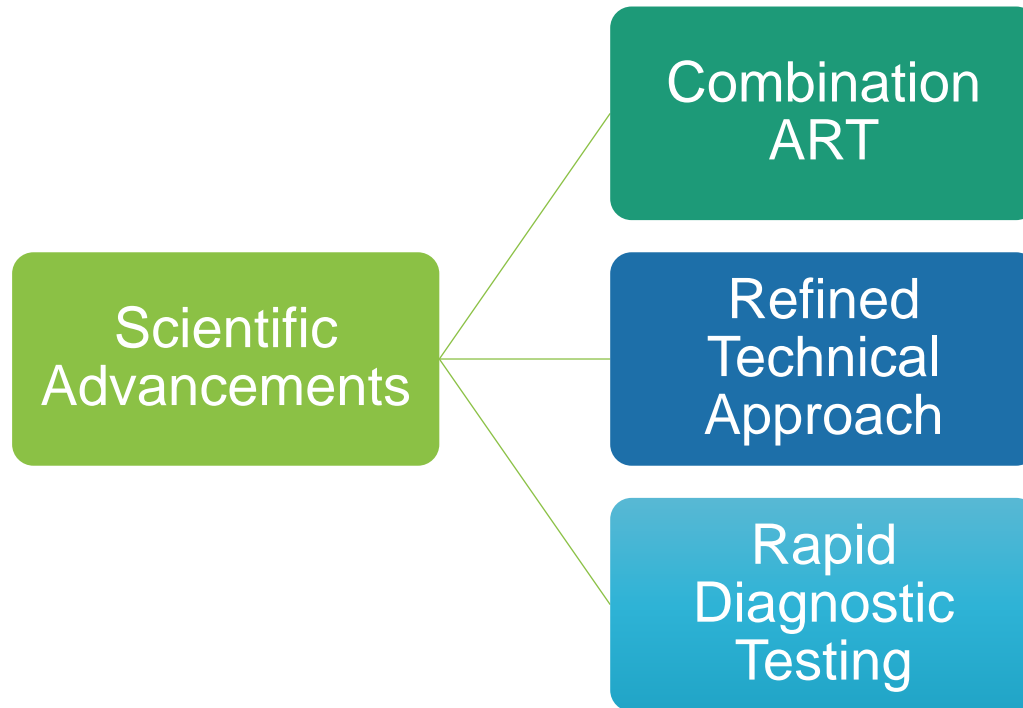 Scientific
Advancements
Combination
ART
Refined
Technical
Approach
Rapid
Diagnostic
Testing